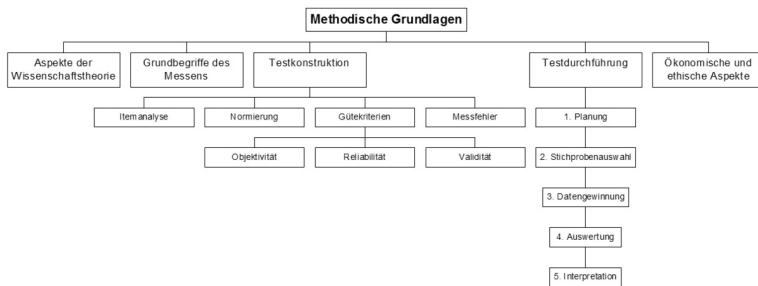 Methodische Grundlagen
Aspekte der
Wissenschaftstheorie
Grundbegriffe des
Messens
Testkonstruktion
Testdurchführung
Ökonomische und
ethische Aspekte
Itemanalyse
Normierung
Gütekriterien
Messfehler
1. Planung
Objektivität
Reliabilität
Validität
2. Stichprobenauswahl
3. Datengewinnung
4. Auswertung
5. Interpretation